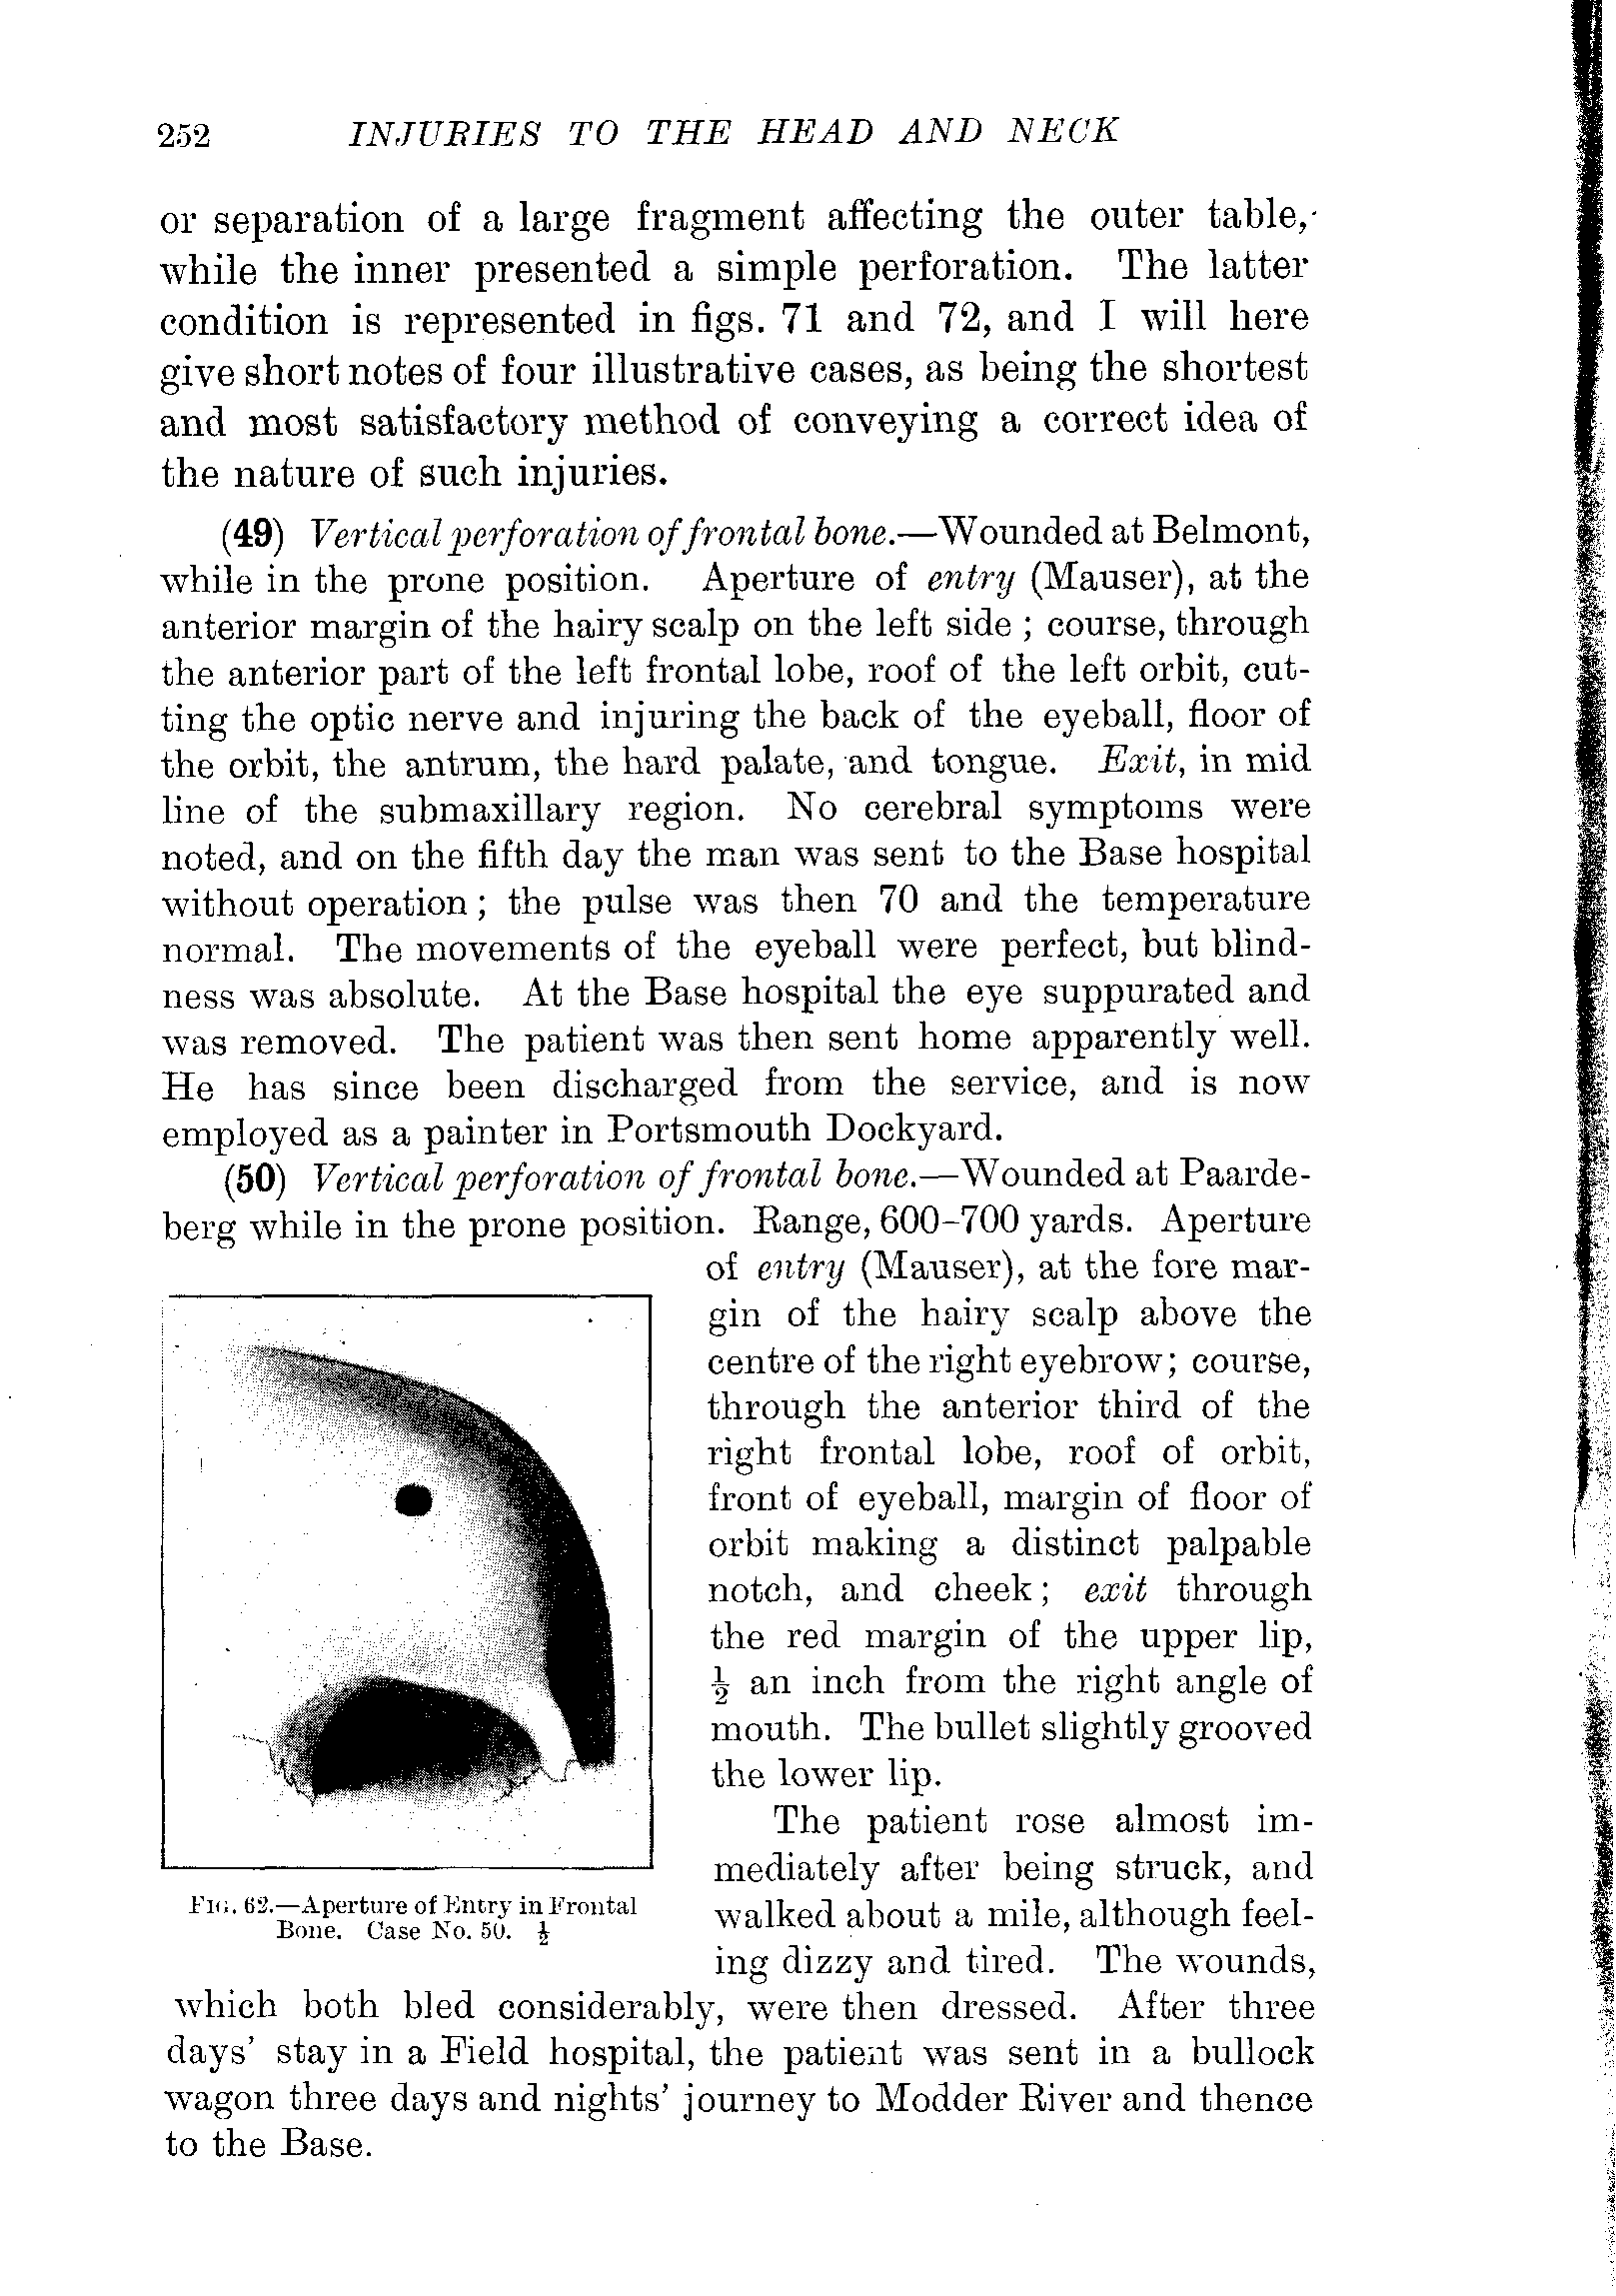 252 INJURIES TO THE HEAD AND NECK
or separation of a large fragment affecting the outer table,
while the inner presented a simple perforation. The latter
condition is represented in figs. 71 and 72, and I will here
give short notes of four illustrative cases, as being the shortest
and most satisfactory method of conveying a correct idea of
the nature of such injuries.
(49) Vertical perforation of frontal bone.—Wounded at Belmont,
while in the prone position. Aperture of entry (Mauser), at the
anterior margin of the hairy scalp on the left side ; course, through
the anterior part of the left frontal lobe, roof of the left orbit, cut-
ting the optic nerve and injuring the back of the eyeball, floor of
the orbit, the antrum, the hard palate, and tongue. Exit, in mid
line of the submaxillary region. No cerebral symptoms were
noted, and on the fifth day the man was sent to the Base hospital
without operation ; the pulse was then 70 and the temperature
normal. The movements of the eyeball were perfect, but blind-
ness was absolute. At the Base hospital the eye suppurated and
was removed. The patient was then sent home apparently well.
He has since been discharged from the service, and is now
employed as a painter in Portsmouth Dockyard.
(50) Vertical perforation of frontal bone.—Wounded at Paarde-
berg while in the prone position. Range, 600–700 yards. Aperture
of entry (Mauser), at the fore mar-
gin of the hairy scalp above the
centre of the right eyebrow ; course,
through the anterior third of the
right frontal lobe, roof of orbit,
front of eyeball, margin of floor of
orbit making a distinct palpable
notch, and cheek ; exit through
the red margin of the upper lip,
½ an inch from the right angle of
mouth. The bullet slightly grooved
the lower lip.
The patient rose almost im-
mediately after being struck, and
walked about a mile, although feel-
ing dizzy and tired. The wounds,
which both bled considerably, were then dressed. After three
days' stay in a Field hospital, the patient was sent in a bullock
wagon three days and nights' journey to Modder River and thence
to the Base.
FIG. 62.—Aperture of Entry in Frontal
Bone. Case No. 50. ½